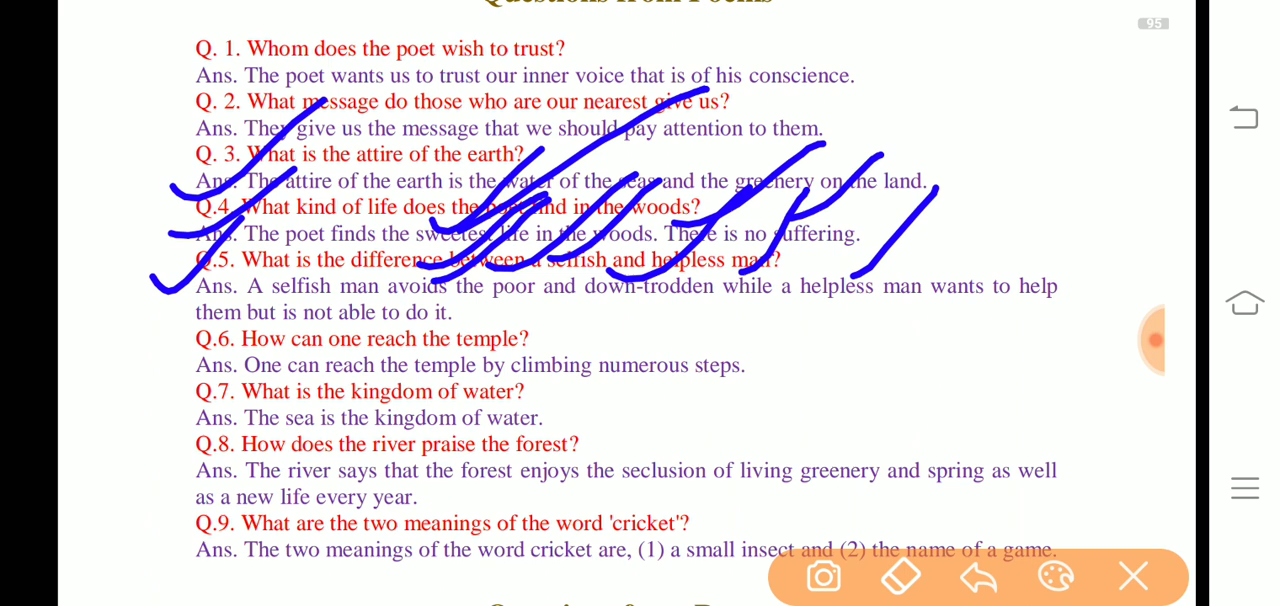 Questions from Poems
95
Q. 1. Whom does the poet wish to trust?
Ans. The poet wants us to trust our inner voice that is of his conscience.
Q. 2. What message do those who are our nearest give us?
Ans. They give us the message that we should pay attention to them.
Q. 3. What is the attire of the earth?
Ans. The attire of the earth is the water of the seas and the greenery on the land.
Q.4. What kind of life does the poet find in the woods?
Ans. The poet finds the sweetest life in the woods. There is no suffering.
Q.5. What is the difference between a selfish and helpless man?
Ans. A selfish man avoids the poor and down-trodden while a helpless man wants to help
them but is not able to do it.
Q.6. How can one reach the temple?
Ans. One can reach the temple by climbing numerous steps.
Q.7. What is the kingdom of water?
Ans. The sea is the kingdom of water.
Q.8. How does the river praise the forest?
Ans. The river says that the forest enjoys the seclusion of living greenery and spring as well
as a new life every year.
Q.9. What are the two meanings of the word 'cricket'?
Ans. The two meanings of the word cricket are, (1) a small insect and (2) the name of a game.